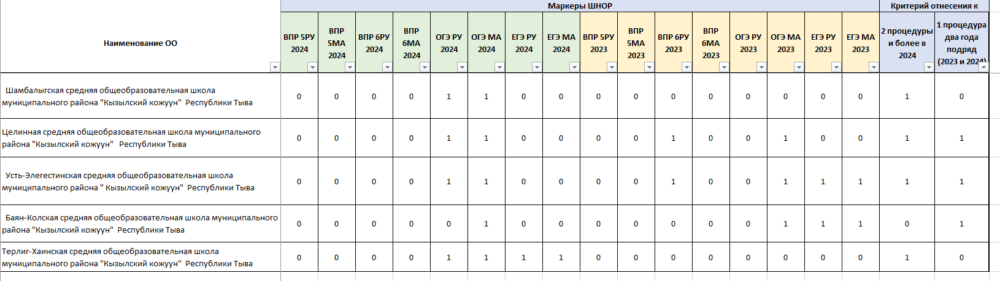 Маркеры ШНОР Критерий отнесения к
Наименование ОО ВПР 5РУ 2024 ВПР 5МА 2024 ВПР 6РУ 2024 ВПР 6МА 2024 ОГЭ РУ 2024 ОГЭ МА 2024 ЕГЭ РУ 2024 ЕГЭ МА 2024 ВПР 5РУ 2023 ВПР 5МА 2023 ВПР 6РУ 2023 ВПР 6МА 2023 ОГЭ РУ 2023 ОГЭ МА 2023 ЕГЭ РУ 2023 ЕГЭ МА 2023 2 процедуры и более в 2024 1 процедура два года подряд (2023 и 2024)
Шамбалыгская средняя общеобразовательная школа
муниципального района "Кызылский кожуун" Республики Тыва
0 0 0 0 1 1 0 0 0 0 0 0 0 0 0 0 1 0
Целинная средняя общеобразовательная школа муниципального
района "Кызылский кожуун" Республики Тыва
0 0 0 0 1 1 0 0 0 0 1 0 0 1 0 0 1 1
Усть-Элегестинская средняя общеобразовательная школа
муниципального района " Кызылский кожуун" Республики Тыва
0 0 0 0 1 1 0 0 0 0 1 0 0 1 1 1 1 1
Баян-Колская средняя общеобразовательная школа муниципального
района "Кызылский кожуун" Республики Тыва
0 0 0 0 0 1 0 0 0 0 0 0 0 1 1 1 0 1
Терлиг-Хаинская средняя общеобразовательная школа
муниципального района "Кызылский кожуун" Республики Тыва
0 0 0 0 1 1 1 1 0 0 0 0 0 0 0 0 1 0